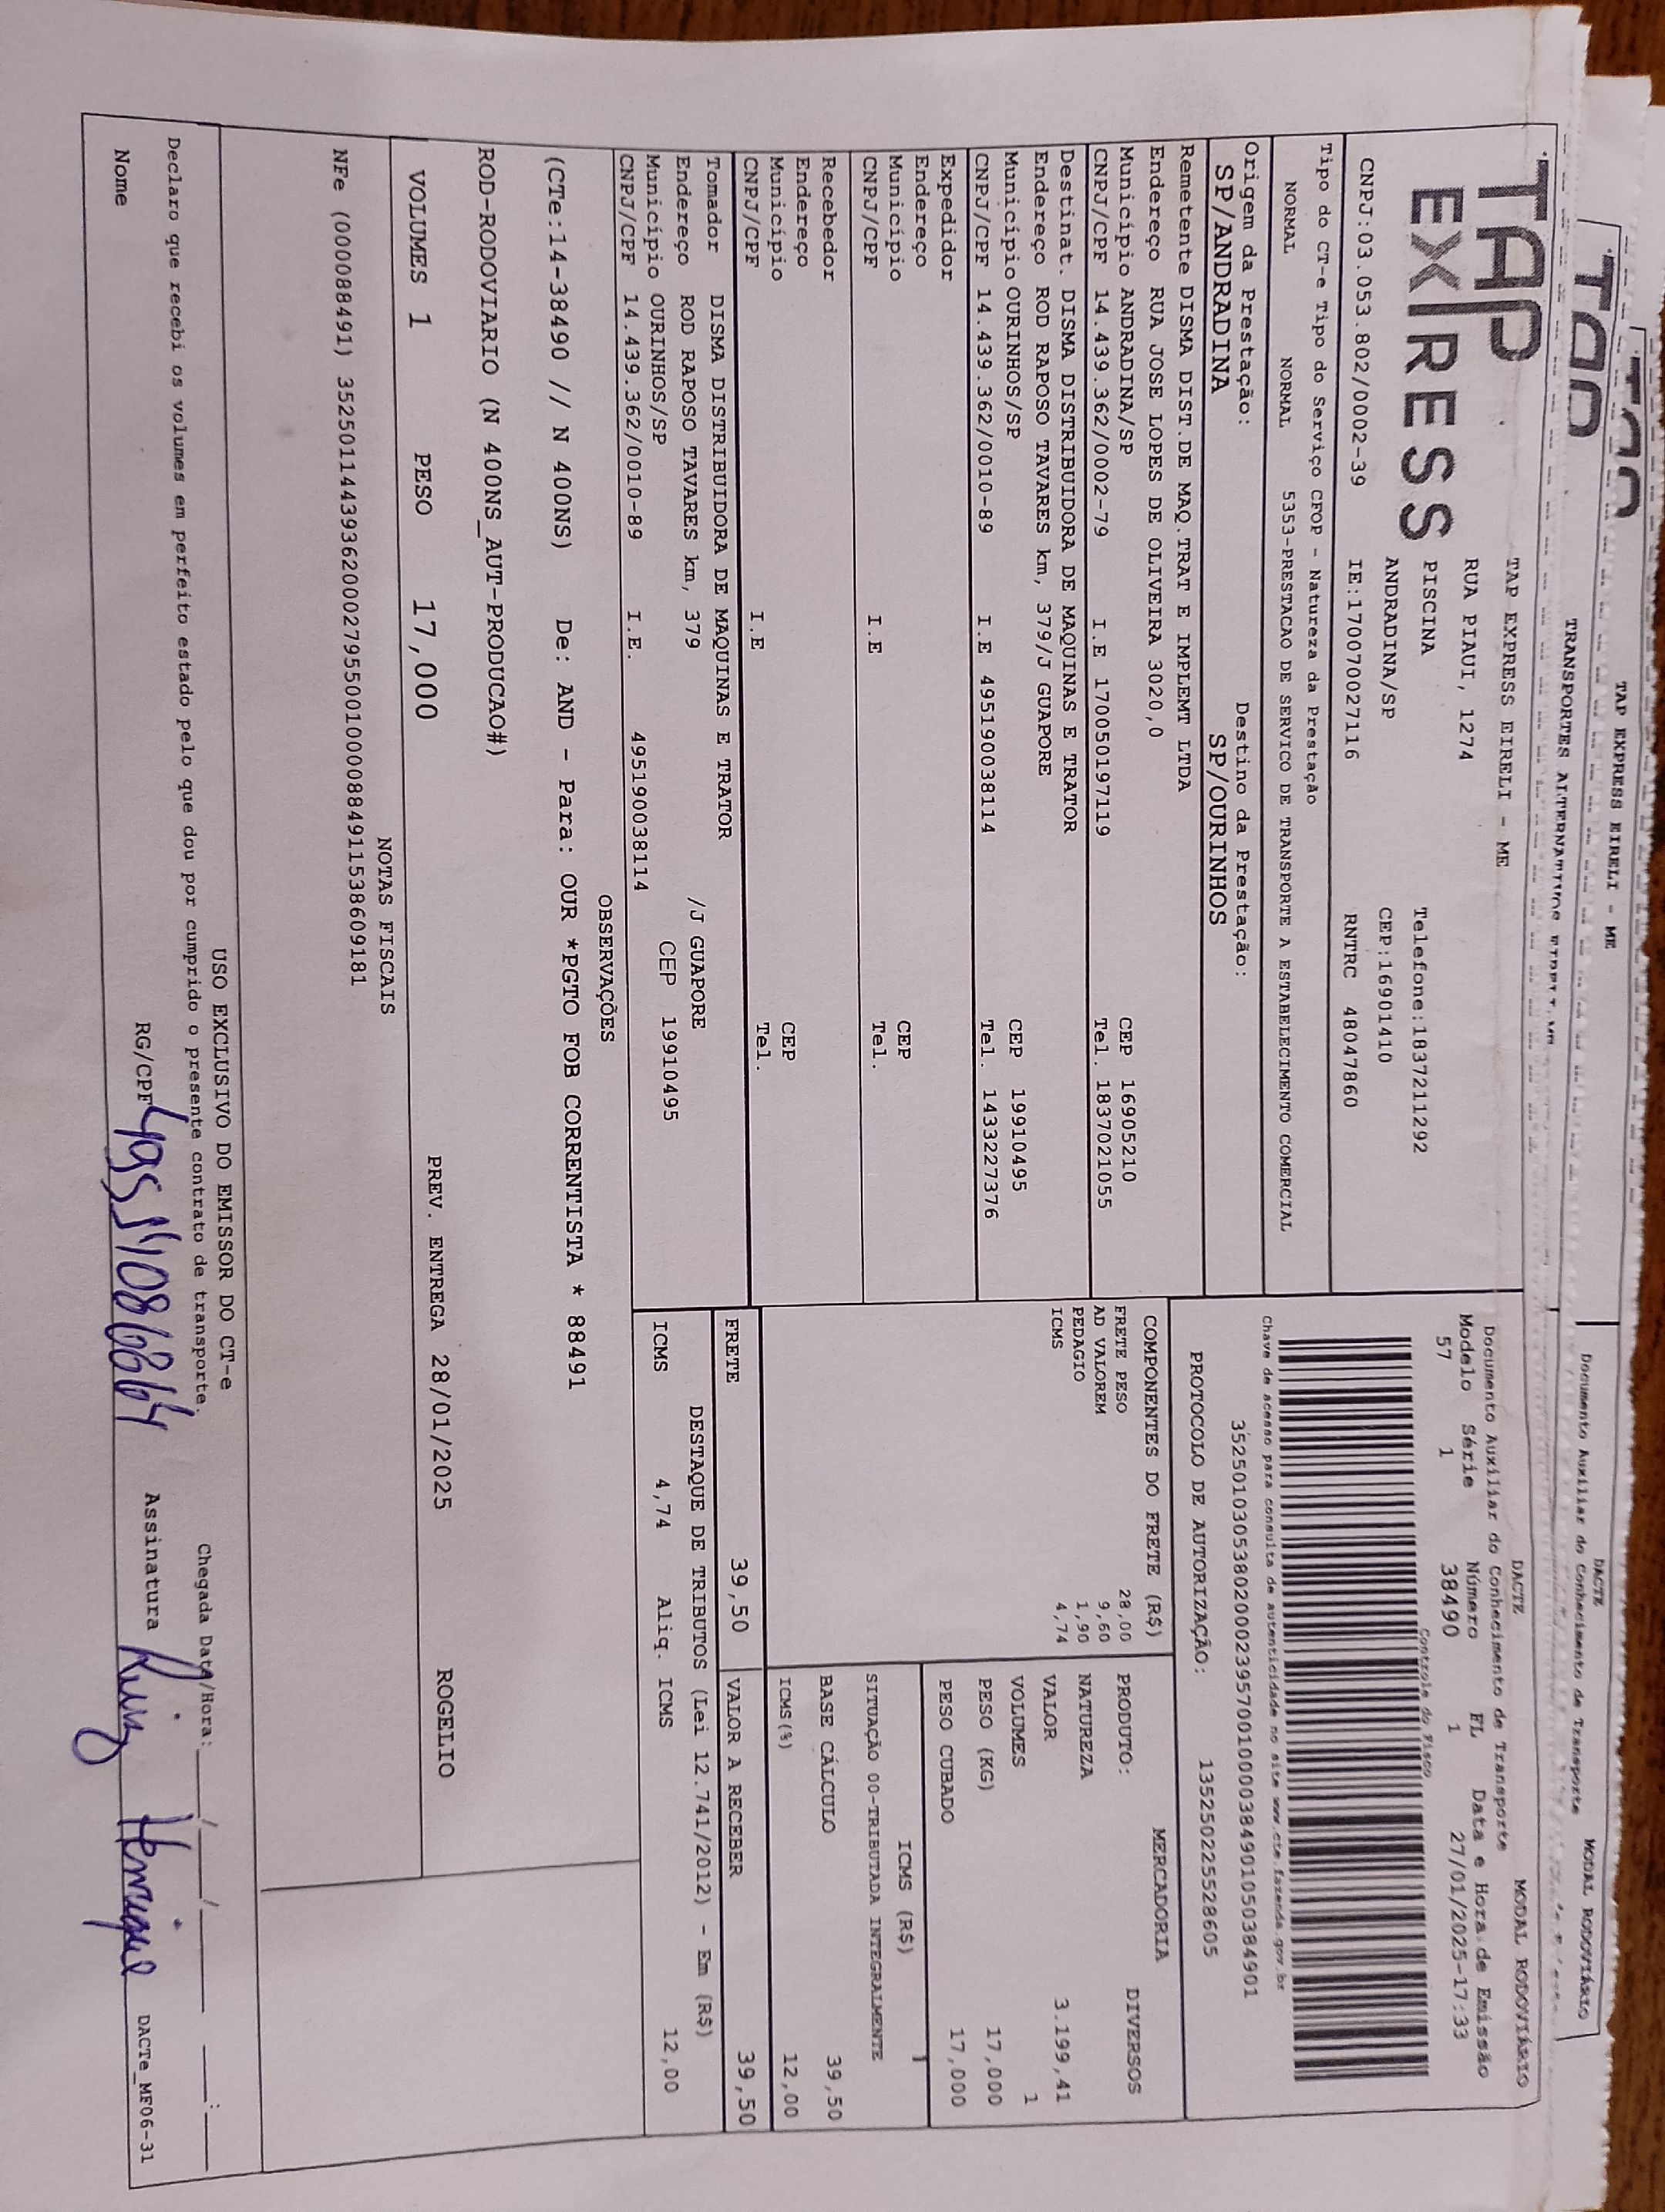 TAP EXPRESS EIRELI - ME
TRANSPORTES ALTERNATIVOS
DACTE MODAL RODOVIÁRIO
Documento Auxiliar do Conhecimento de Transporte
TAP
EXPRESS
TAP EXPRESS EIRELI - ME
RUA PIAUI, 1274
PISCINA Telefone:1837211292
ANDRADINA/SP CEP:16901410
CNPJ:03.053.802/0002-39 IE:170070027116 RNTRC 48047860
DACTE MODAL RODOVIÁRIO
Documento Auxiliar do Conhecimento de Transporte
Modelo Série Número FL Data e Hora de Emissão
57 1 38490 1 27/01/2025-17:33
Controle do Fisco
Tipo do CT-e Tipo do Serviço CFOP - Natureza da Prestação
NORMAL NORMAL 5353-PRESTACAO DE SERVICO DE TRANSPORTE A ESTABELECIMENTO COMERCIAL
Chave de acesso para consulta de autenticidade no site www.cte.fazenda.gov.br
35250103053802000239570010000384901050384901
Origem da Prestação: Destino da Prestação:
SP/ANDRADINA SP/OURINHOS
PROTOCOLO DE AUTORIZAÇÃO: 135250225528605
Remetente DISMA DIST.DE MAQ.TRAT E IMPLEMT LTDA
Endereço RUA JOSE LOPES DE OLIVEIRA 3020,0
Município ANDRADINA/SP CEP 16905210
CNPJ/CPF 14.439.362/0002-79 I.E 170050197119 Tel. 1837021055
Destinat. DISMA DISTRIBUIDORA DE MAQUINAS E TRATOR
Endereço ROD RAPOSO TAVARES km, 379/J GUAPORE
Município OURINHOS/SP CEP 19910495
CNPJ/CPF 14.439.362/0010-89 I.E 495190038114 Tel. 1433227376
Expedidor
Endereço
Município CEP
CNPJ/CPF I.E Tel.
Recebedor
Endereço
Município CEP
CNPJ/CPF I.E Tel.
Tomador DISMA DISTRIBUIDORA DE MAQUINAS E TRATOR
Endereço ROD RAPOSO TAVARES km, 379 /J GUAPORE
Município OURINHOS/SP CEP 19910495
CNPJ/CPF 14.439.362/0010-89 I.E. 495190038114
COMPONENTES DO FRETE (R$)
FRETE PESO 28,00
AD VALOREM 9,60
PEDAGIO 1,90
ICMS 4,74
MERCADORIA
PRODUTO: DIVERSOS
NATUREZA
VALOR 3.199,41
VOLUMES 1
PESO (KG) 17,000
PESO CUBADO 17,000
ICMS (R$)
SITUAÇÃO 00-TRIBUTADA INTEGRALMENTE
BASE CÁLCULO 39,50
ICMS(%) 12,00
FRETE 39,50 VALOR A RECEBER 39,50
DESTAQUE DE TRIBUTOS (Lei 12.741/2012) - Em (R$)
ICMS 4,74 Aliq. ICMS 12,00
OBSERVAÇÕES
(CTe:14-38490 // N 400NS) De: AND - Para: OUR *PGTO FOB CORRENTISTA * 88491
ROD-RODOVIARIO (N 400NS_AUT-PRODUCAO#)
VOLUMES 1 PESO 17,000 PREV. ENTREGA 28/01/2025 ROGELIO
NOTAS FISCAIS
NFe (000088491) 35250114439362000279550010000884911538609181
USO EXCLUSIVO DO EMISSOR DO CT-e
Declaro que recebi os volumes em perfeito estado pelo que dou por cumprido o presente contrato de transporte.
Chegada Data/Hora: ____/____/______ ____:____
Nome RG/CPF Assinatura Henrique
DACTe_MF06-31